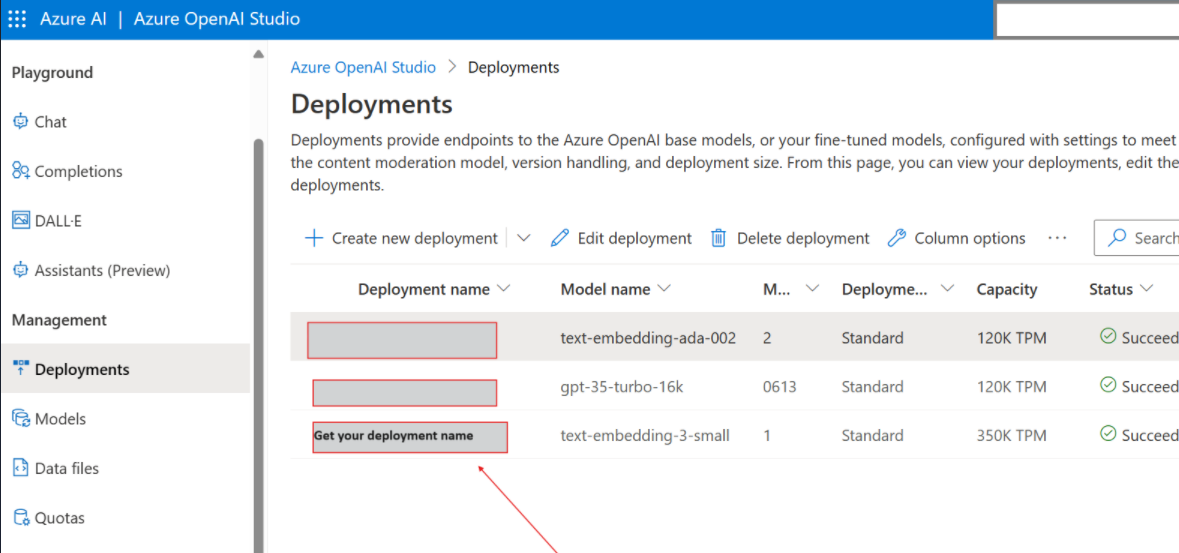 Azure AI | Azure OpenAI Studio
Playground
Chat
Completions
DALL·E
Assistants (Preview)
Management
Deployments
Models
Data files
Quotas
Azure OpenAI Studio > Deployments
Deployments
Deployments provide endpoints to the Azure OpenAI base models, or your fine-tuned models, configured with settings to meet
the content moderation model, version handling, and deployment size. From this page, you can view your deployments, edit the
deployments.
Create new deployment Edit deployment Delete deployment Column options ... Search
Deployment name Model name M... Deployme... Capacity Status
text-embedding-ada-002 2 Standard 120K TPM Succeed
gpt-35-turbo-16k 0613 Standard 120K TPM Succeed
Get your deployment name text-embedding-3-small 1 Standard 350K TPM Succeed